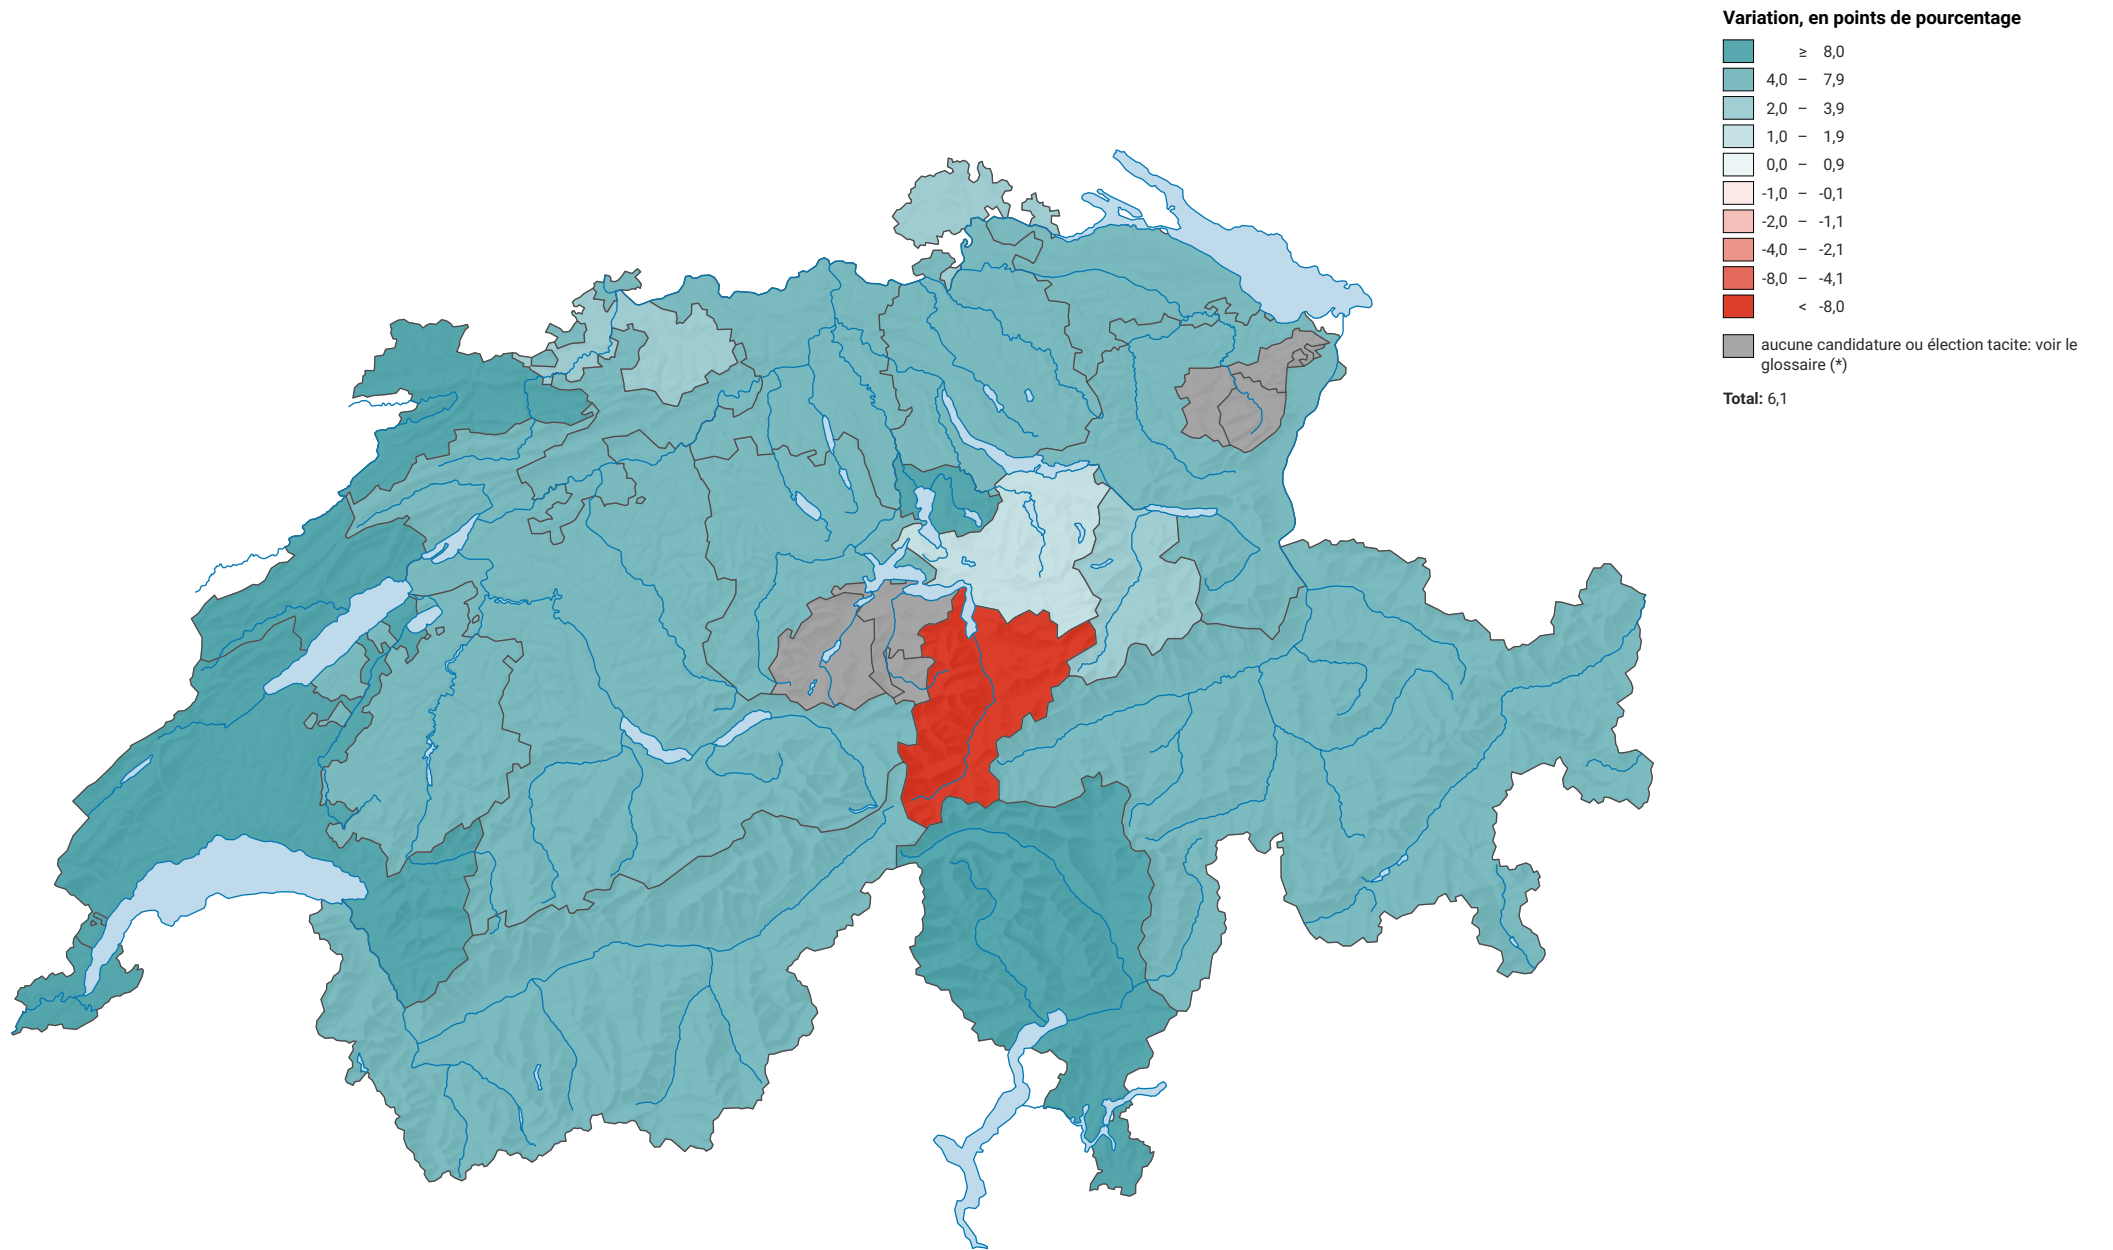 Variation, en points de pourcentage
≥ 8,0
4,0 – 7,9
2,0 – 3,9
1,0 – 1,9
0,0 – 0,9
-1,0 – -0,1
-2,0 – -1,1
-4,0 – -2,1
-8,0 – -4,1
< -8,0
aucune candidature ou élection tacite: voir le
glossaire (*)
Total: 6,1